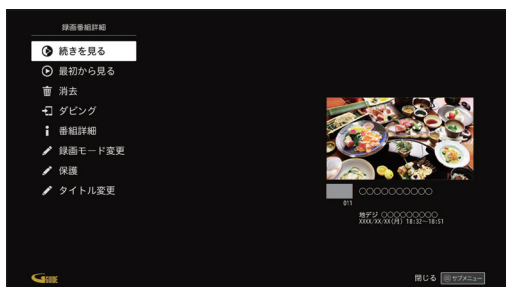 録画番組詳細
続きを見る
最初から見る
消去
ダビング
番組詳細
録画モード変更
保護
タイトル変更
○○○○○○○○○○
011
地デジ ○○○○○○○○○
XXXX/XX/XX(月) 18:32~18:51
G GUIDE
閉じる サブメニュー